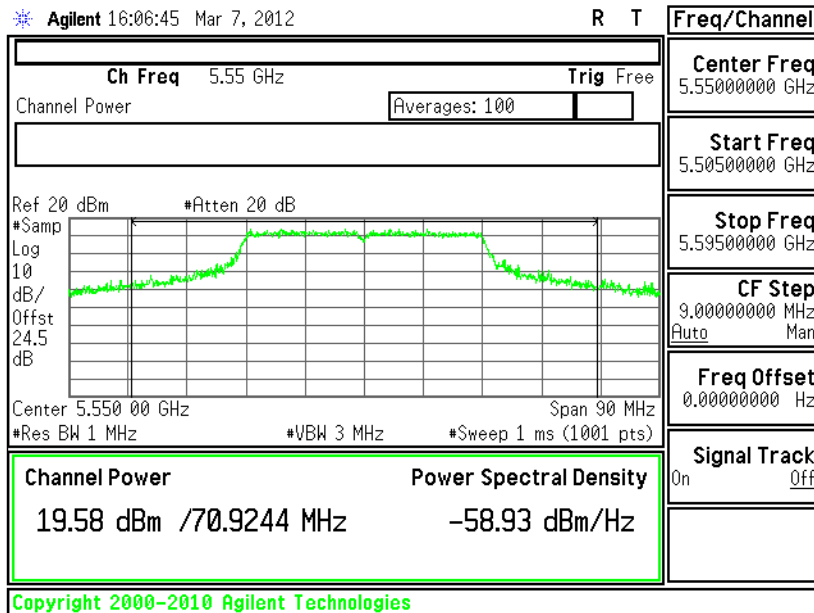 Agilent 16:06:45 Mar 7, 2012 R T
Freq/Channel
Ch Freq 5.55 GHz Trig Free
Channel Power Averages: 100
Center Freq
5.55000000 GHz
Start Freq
5.50500000 GHz
Stop Freq
5.59500000 GHz
CF Step
9.00000000 MHz
Auto Man
Freq Offset
0.00000000 Hz
Signal Track
On Off
Ref 20 dBm #Atten 20 dB
#Samp
Log
10
dB/
Offst
24.5
dB
Center 5.550 00 GHz Span 90 MHz
#Res BW 1 MHz #VBW 3 MHz #Sweep 1 ms (1001 pts)
Channel Power Power Spectral Density
19.58 dBm /70.9244 MHz -58.93 dBm/Hz
Copyright 2000-2010 Agilent Technologies